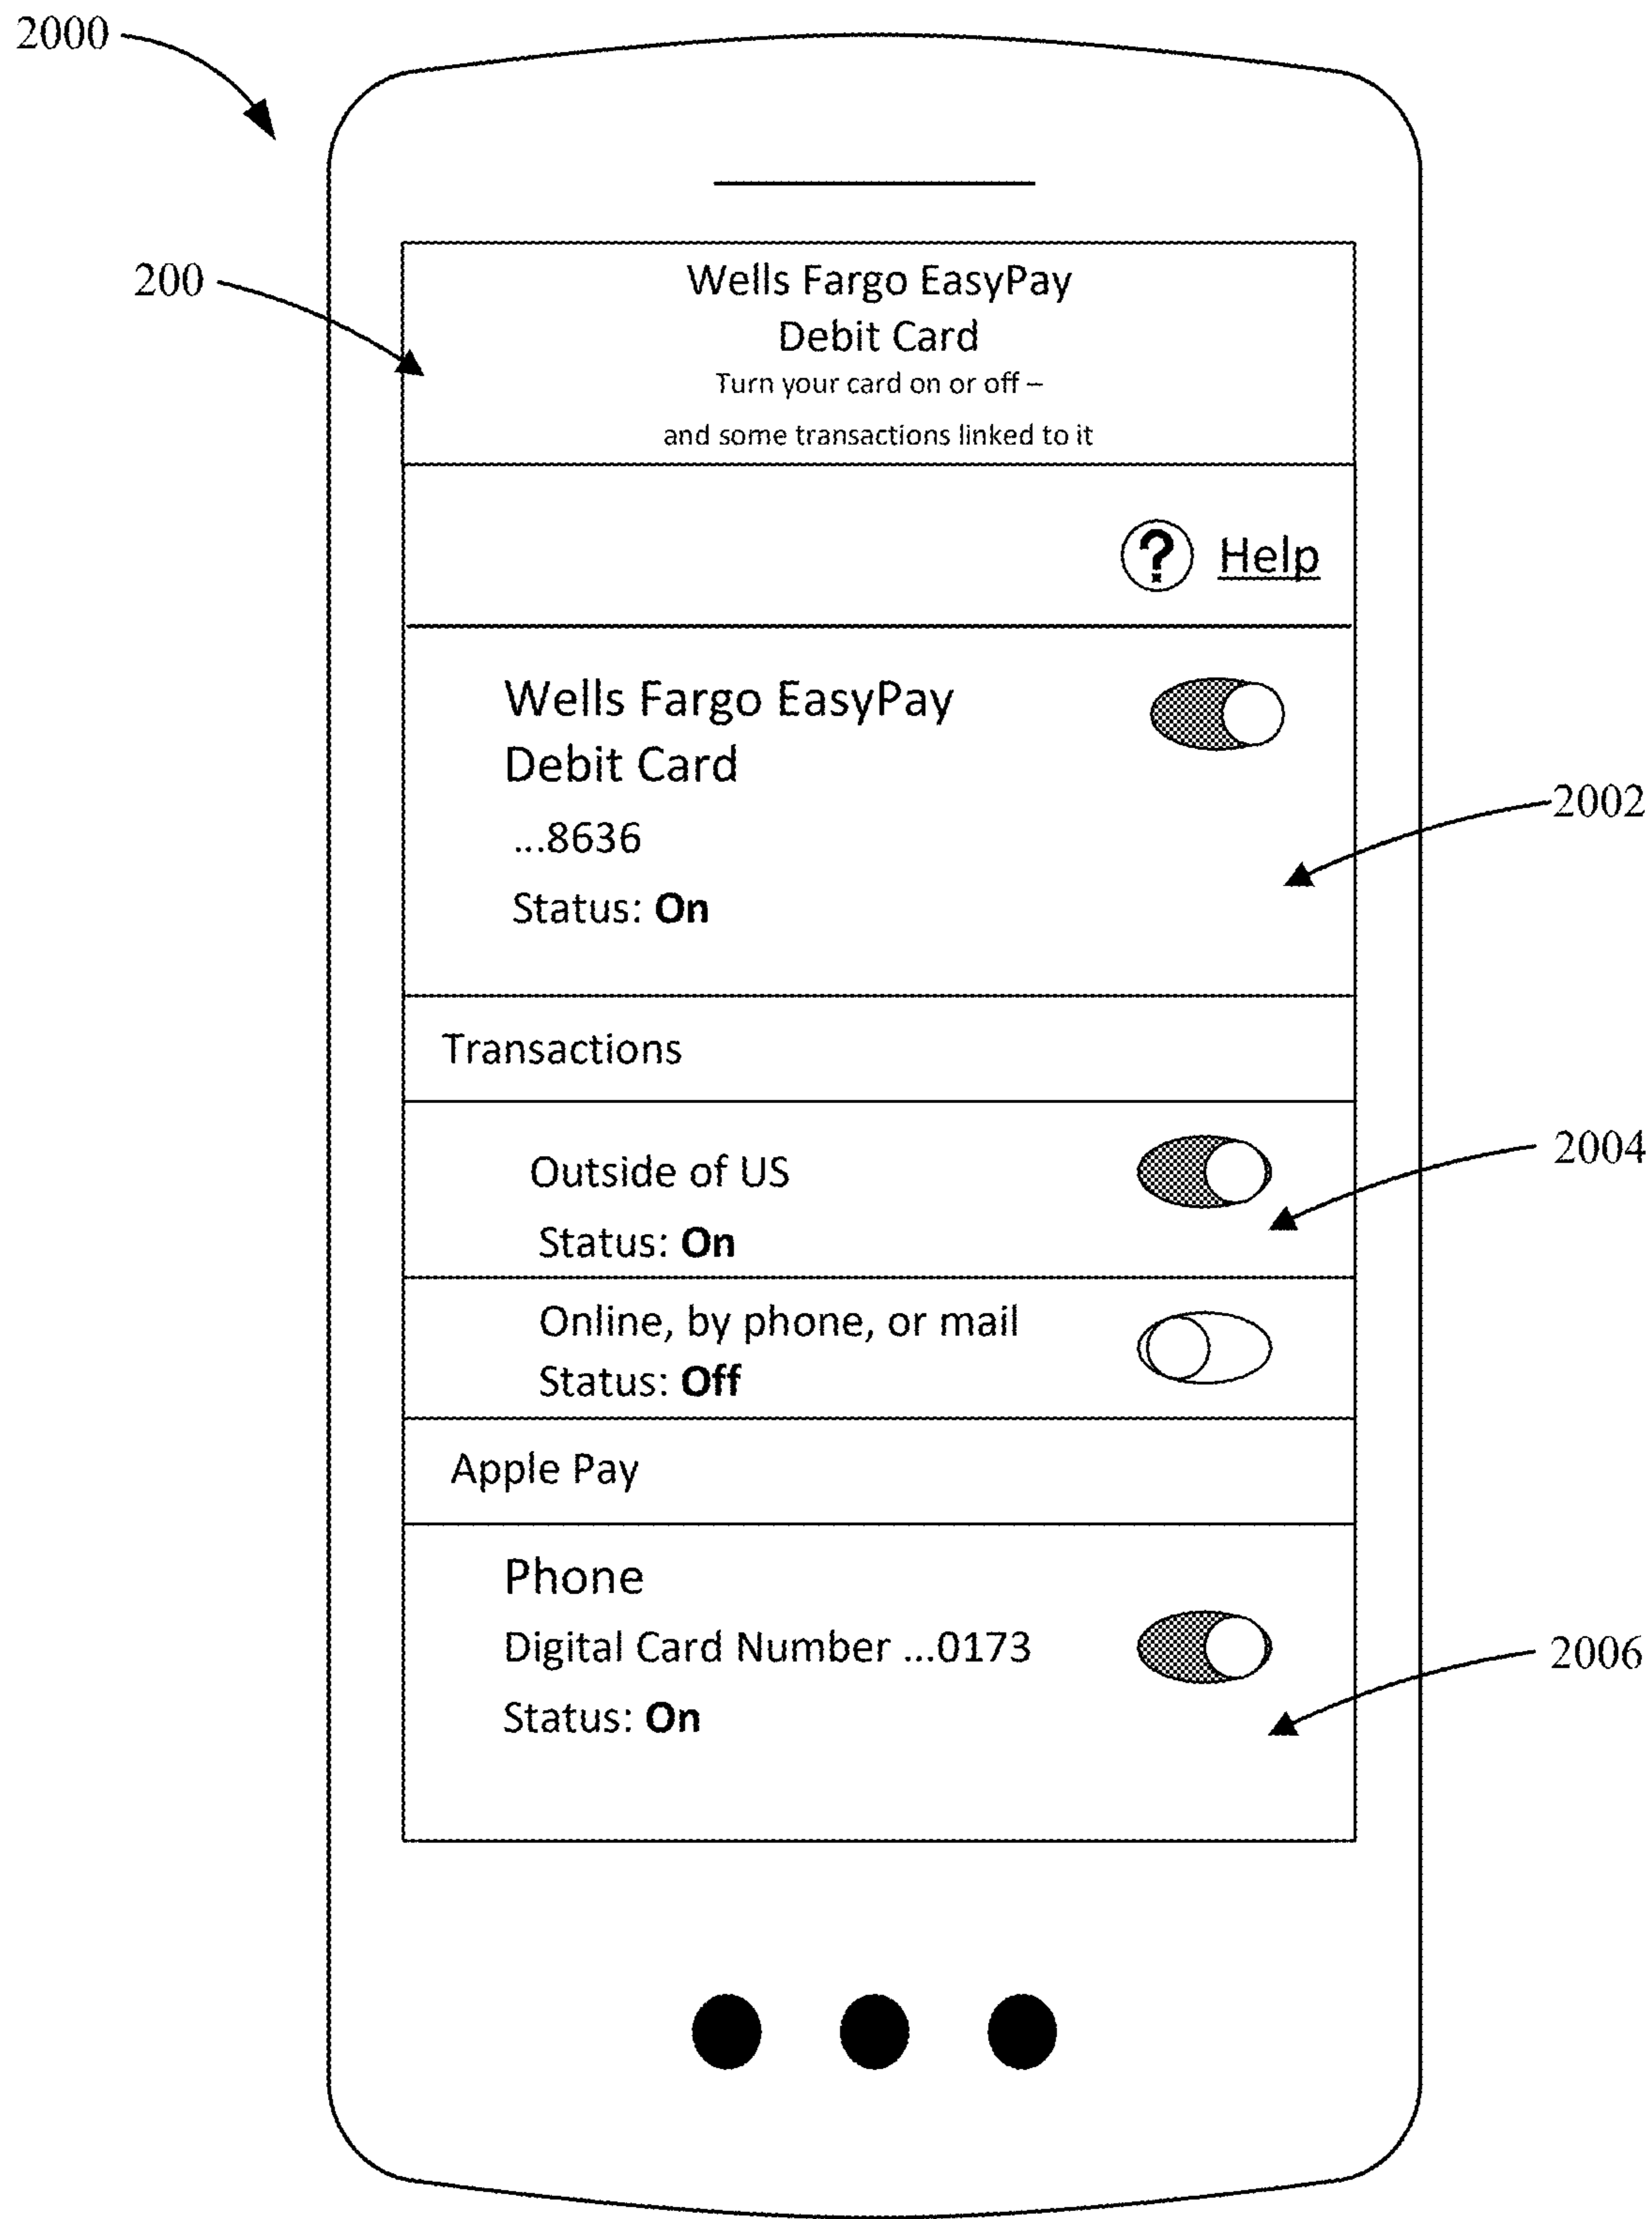 2000
200
Wells Fargo EasyPay
Debit Card
Turn your card on or off –
and some transactions linked to it
? Help
Wells Fargo EasyPay
Debit Card
...8636
Status: On
2002
Transactions
Outside of US
Status: On
2004
Online, by phone, or mail
Status: Off
Apple Pay
Phone
Digital Card Number ...0173
Status: On
2006